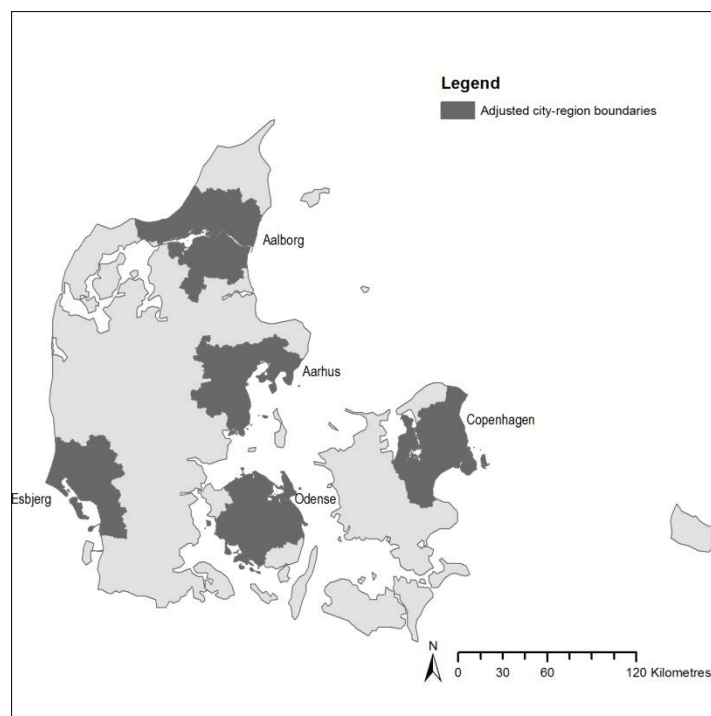 Legend
Adjusted city-region boundaries
Aalborg
Aarhus
Copenhagen
Esbjerg
Odense
N
0 30 60 120 Kilometres